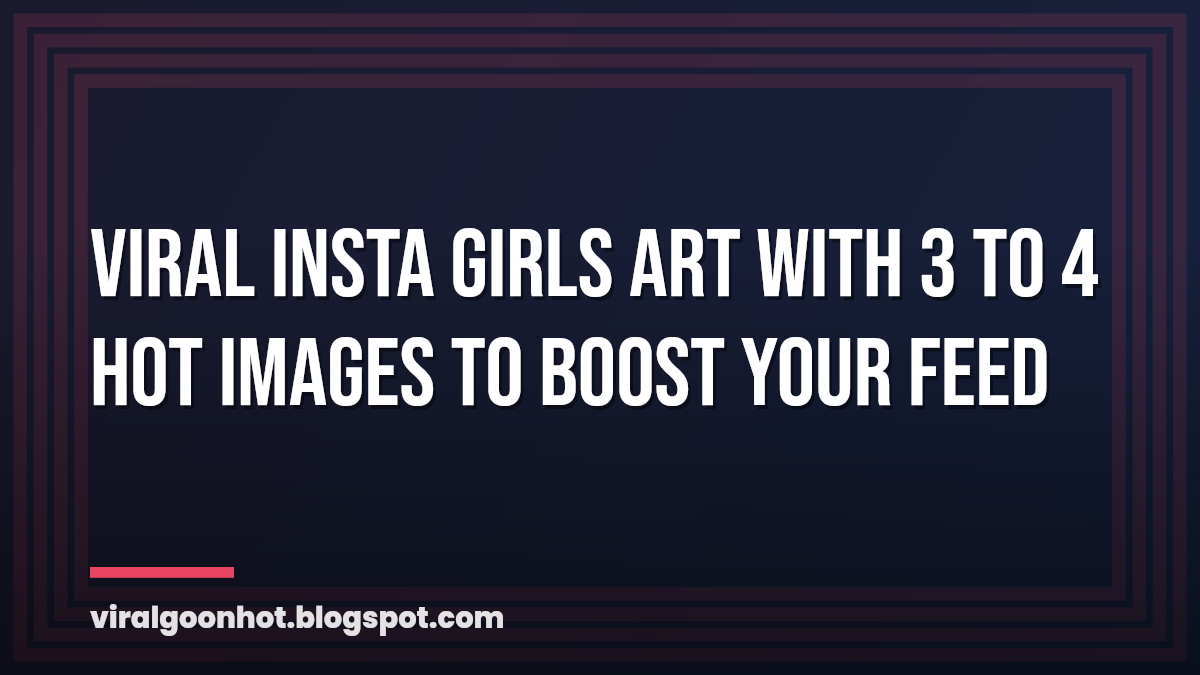 VIRAL INSTA GIRLS ART WITH 3 TO 4
HOT IMAGES TO BOOST YOUR FEED
viralgoonhot.blogspot.com